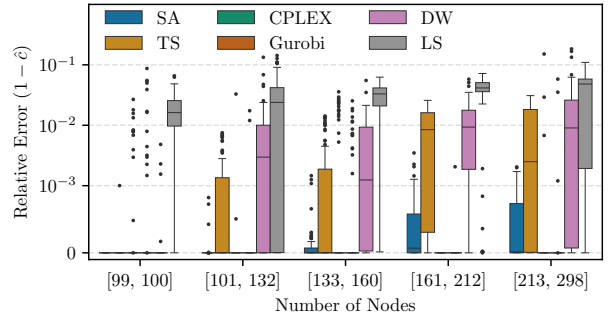 SA CPLEX DW
TS Gurobi LS
Relative Error (1 − ĉ)
10⁻¹
10⁻²
10⁻³
0
[99, 100] [101, 132] [133, 160] [161, 212] [213, 298]
Number of Nodes